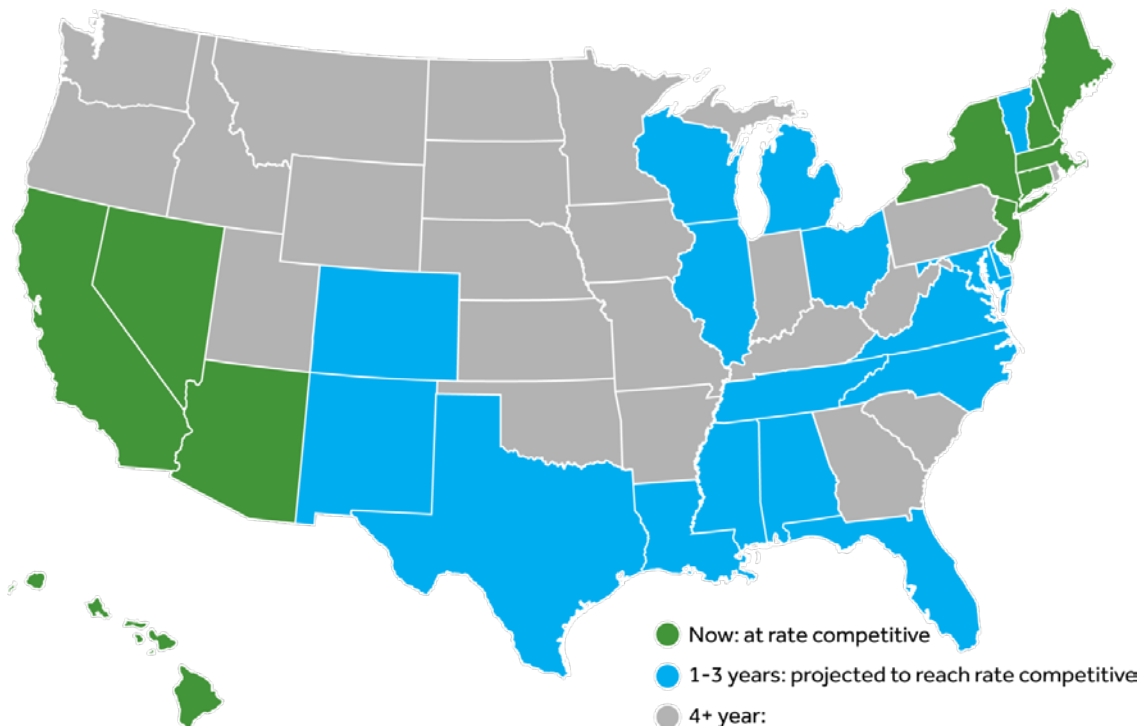 Now: at rate competitive
1-3 years: projected to reach rate competitive
4+ year: